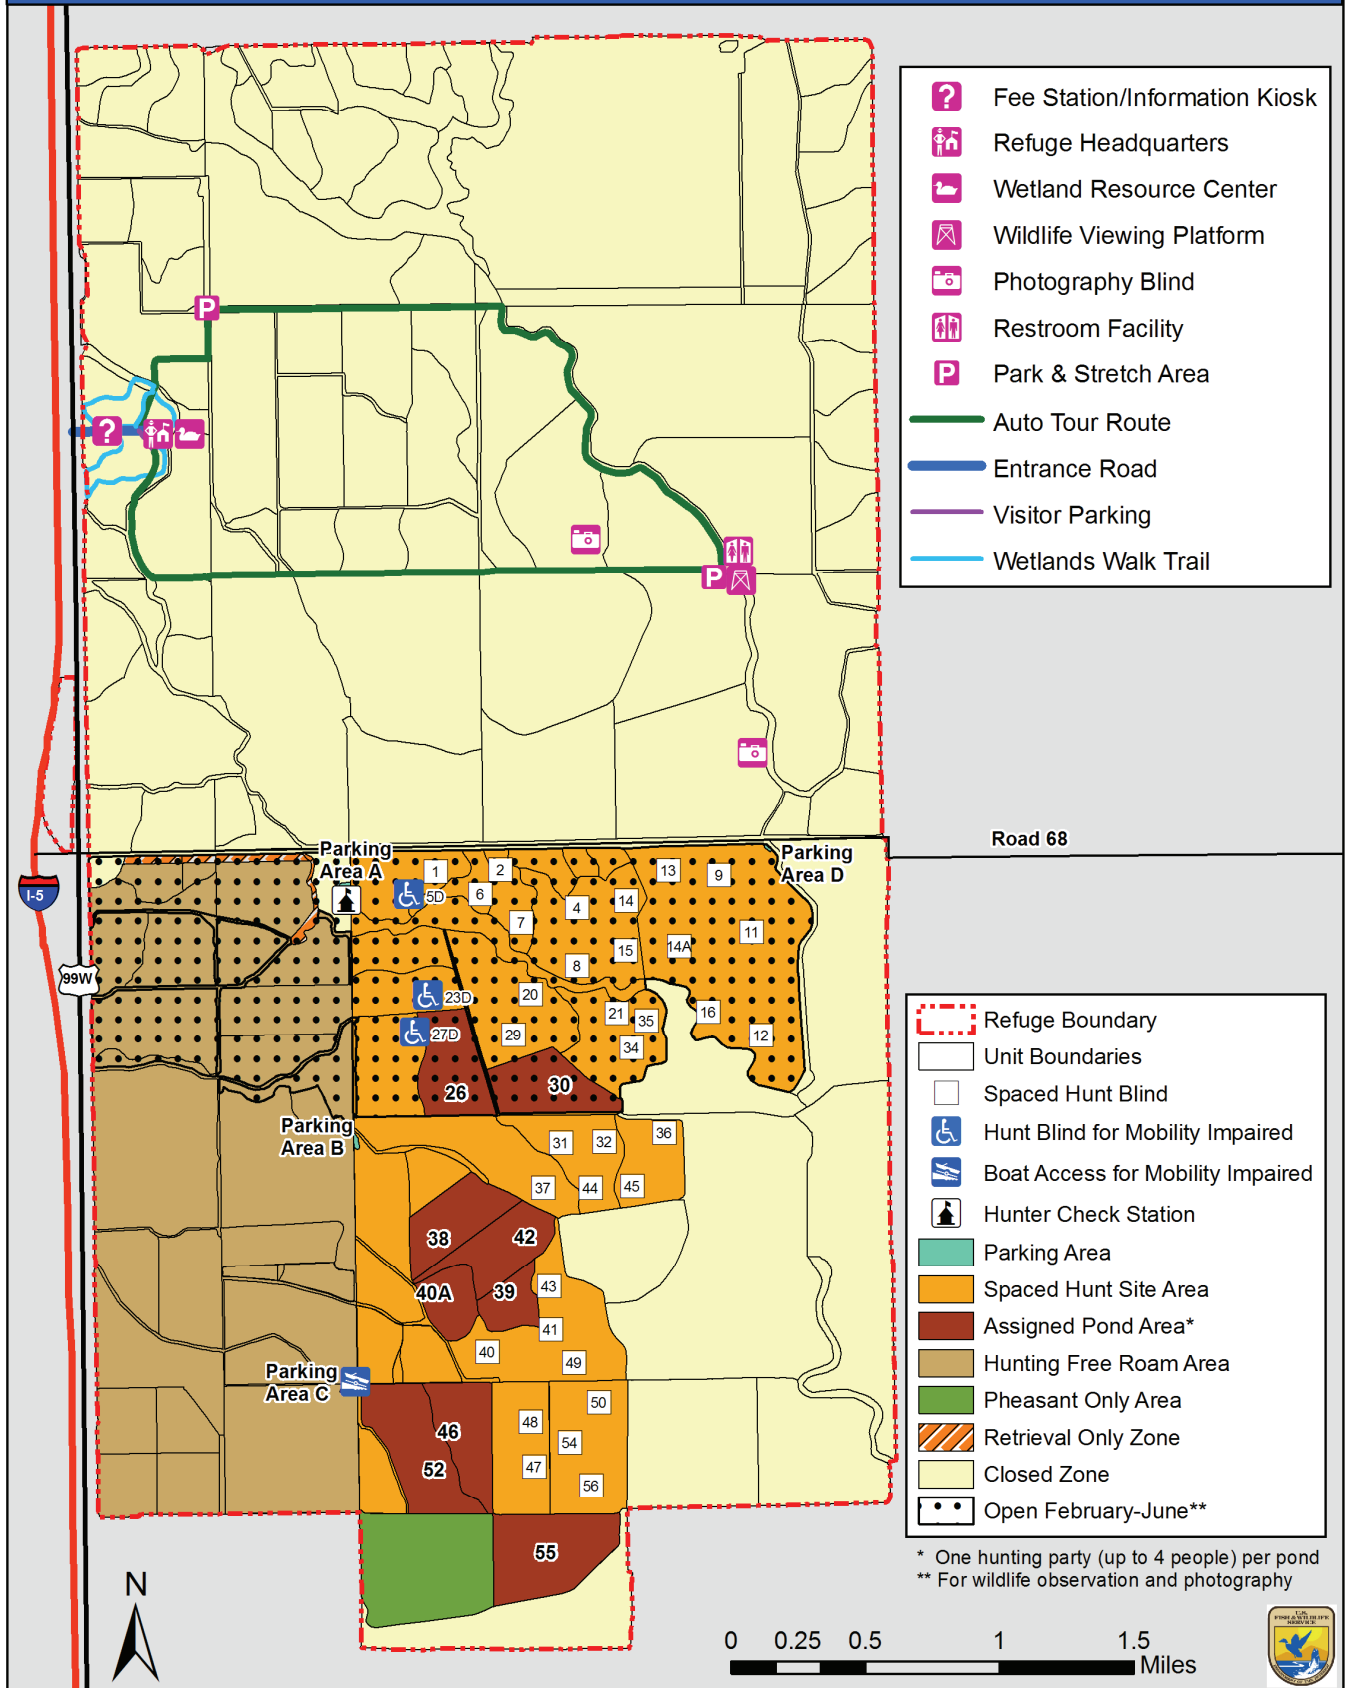 ?
Fee Station/Information Kiosk
Refuge Headquarters
Wetland Resource Center
Wildlife Viewing Platform
Photography Blind
Restroom Facility
P
Park & Stretch Area
Auto Tour Route
Entrance Road
Visitor Parking
Wetlands Walk Trail
P
?
P
Road 68
Parking
Area A
Parking
Area D
I-5
99W
1
2
13
9
5D
6
4
14
7
11
15
14A
8
23D
20
21
35
16
27D
29
34
12
26
30
Parking
Area B
31
32
36
37
44
45
38
42
40A
39
43
41
40
49
Parking
Area C
50
48
46
54
52
47
56
55
Refuge Boundary
Unit Boundaries
Spaced Hunt Blind
Hunt Blind for Mobility Impaired
Boat Access for Mobility Impaired
Hunter Check Station
Parking Area
Spaced Hunt Site Area
Assigned Pond Area*
Hunting Free Roam Area
Pheasant Only Area
Retrieval Only Zone
Closed Zone
Open February-June**
* One hunting party (up to 4 people) per pond
** For wildlife observation and photography
N
0 0.25 0.5 1 1.5
Miles
U.S.
FISH & WILDLIFE
SERVICE